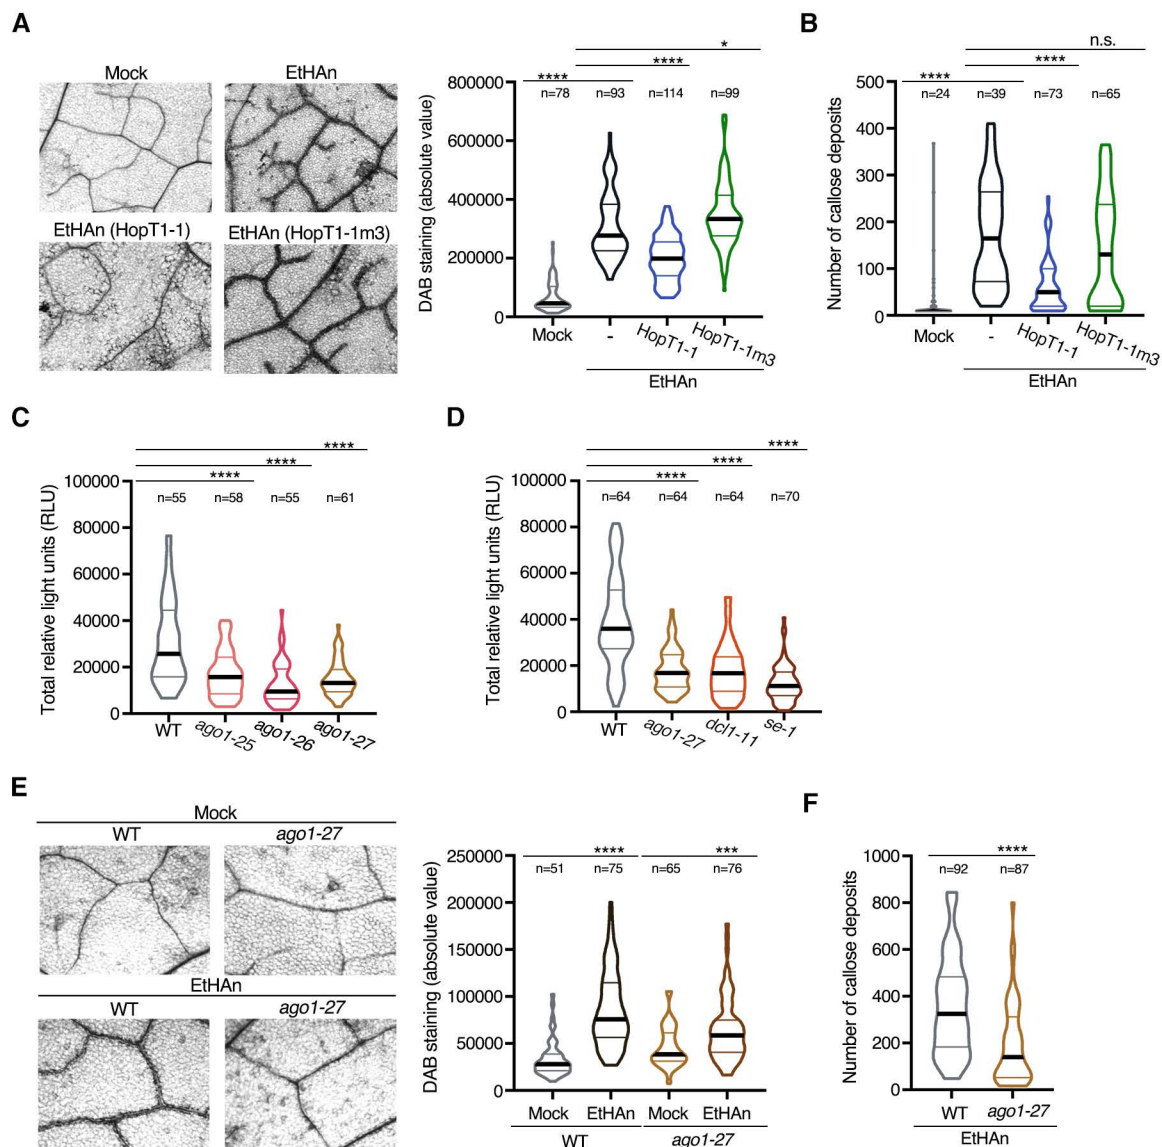 A
Mock
EtHAn
EtHAn (HopT1-1)
EtHAn (HopT1-1m3)
DAB staining (absolute value)
*
****
****
800000
n=78
n=93
n=114
n=99
600000
400000
200000
0
Mock
-
HopT1-1
HopT1-1m3
EtHAn
B
Number of callose deposits
n.s.
****
****
500
n=24
n=39
n=73
n=65
400
300
200
100
0
Mock
-
HopT1-1
HopT1-1m3
EtHAn
C
Total relative light units (RLU)
****
****
****
100000
n=55
n=58
n=55
n=61
80000
60000
40000
20000
0
WT
ago1-25
ago1-26
ago1-27
D
Total relative light units (RLU)
****
****
****
100000
n=64
n=64
n=64
n=70
80000
60000
40000
20000
0
WT
ago1-27
dcl1-11
se-1
E
Mock
WT
ago1-27
EtHAn
WT
ago1-27
DAB staining (absolute value)
****
***
250000
n=51
n=75
n=65
n=76
200000
150000
100000
50000
0
Mock
EtHAn
Mock
EtHAn
WT
ago1-27
F
Number of callose deposits
****
1000
n=92
n=87
800
600
400
200
0
WT
ago1-27
EtHAn